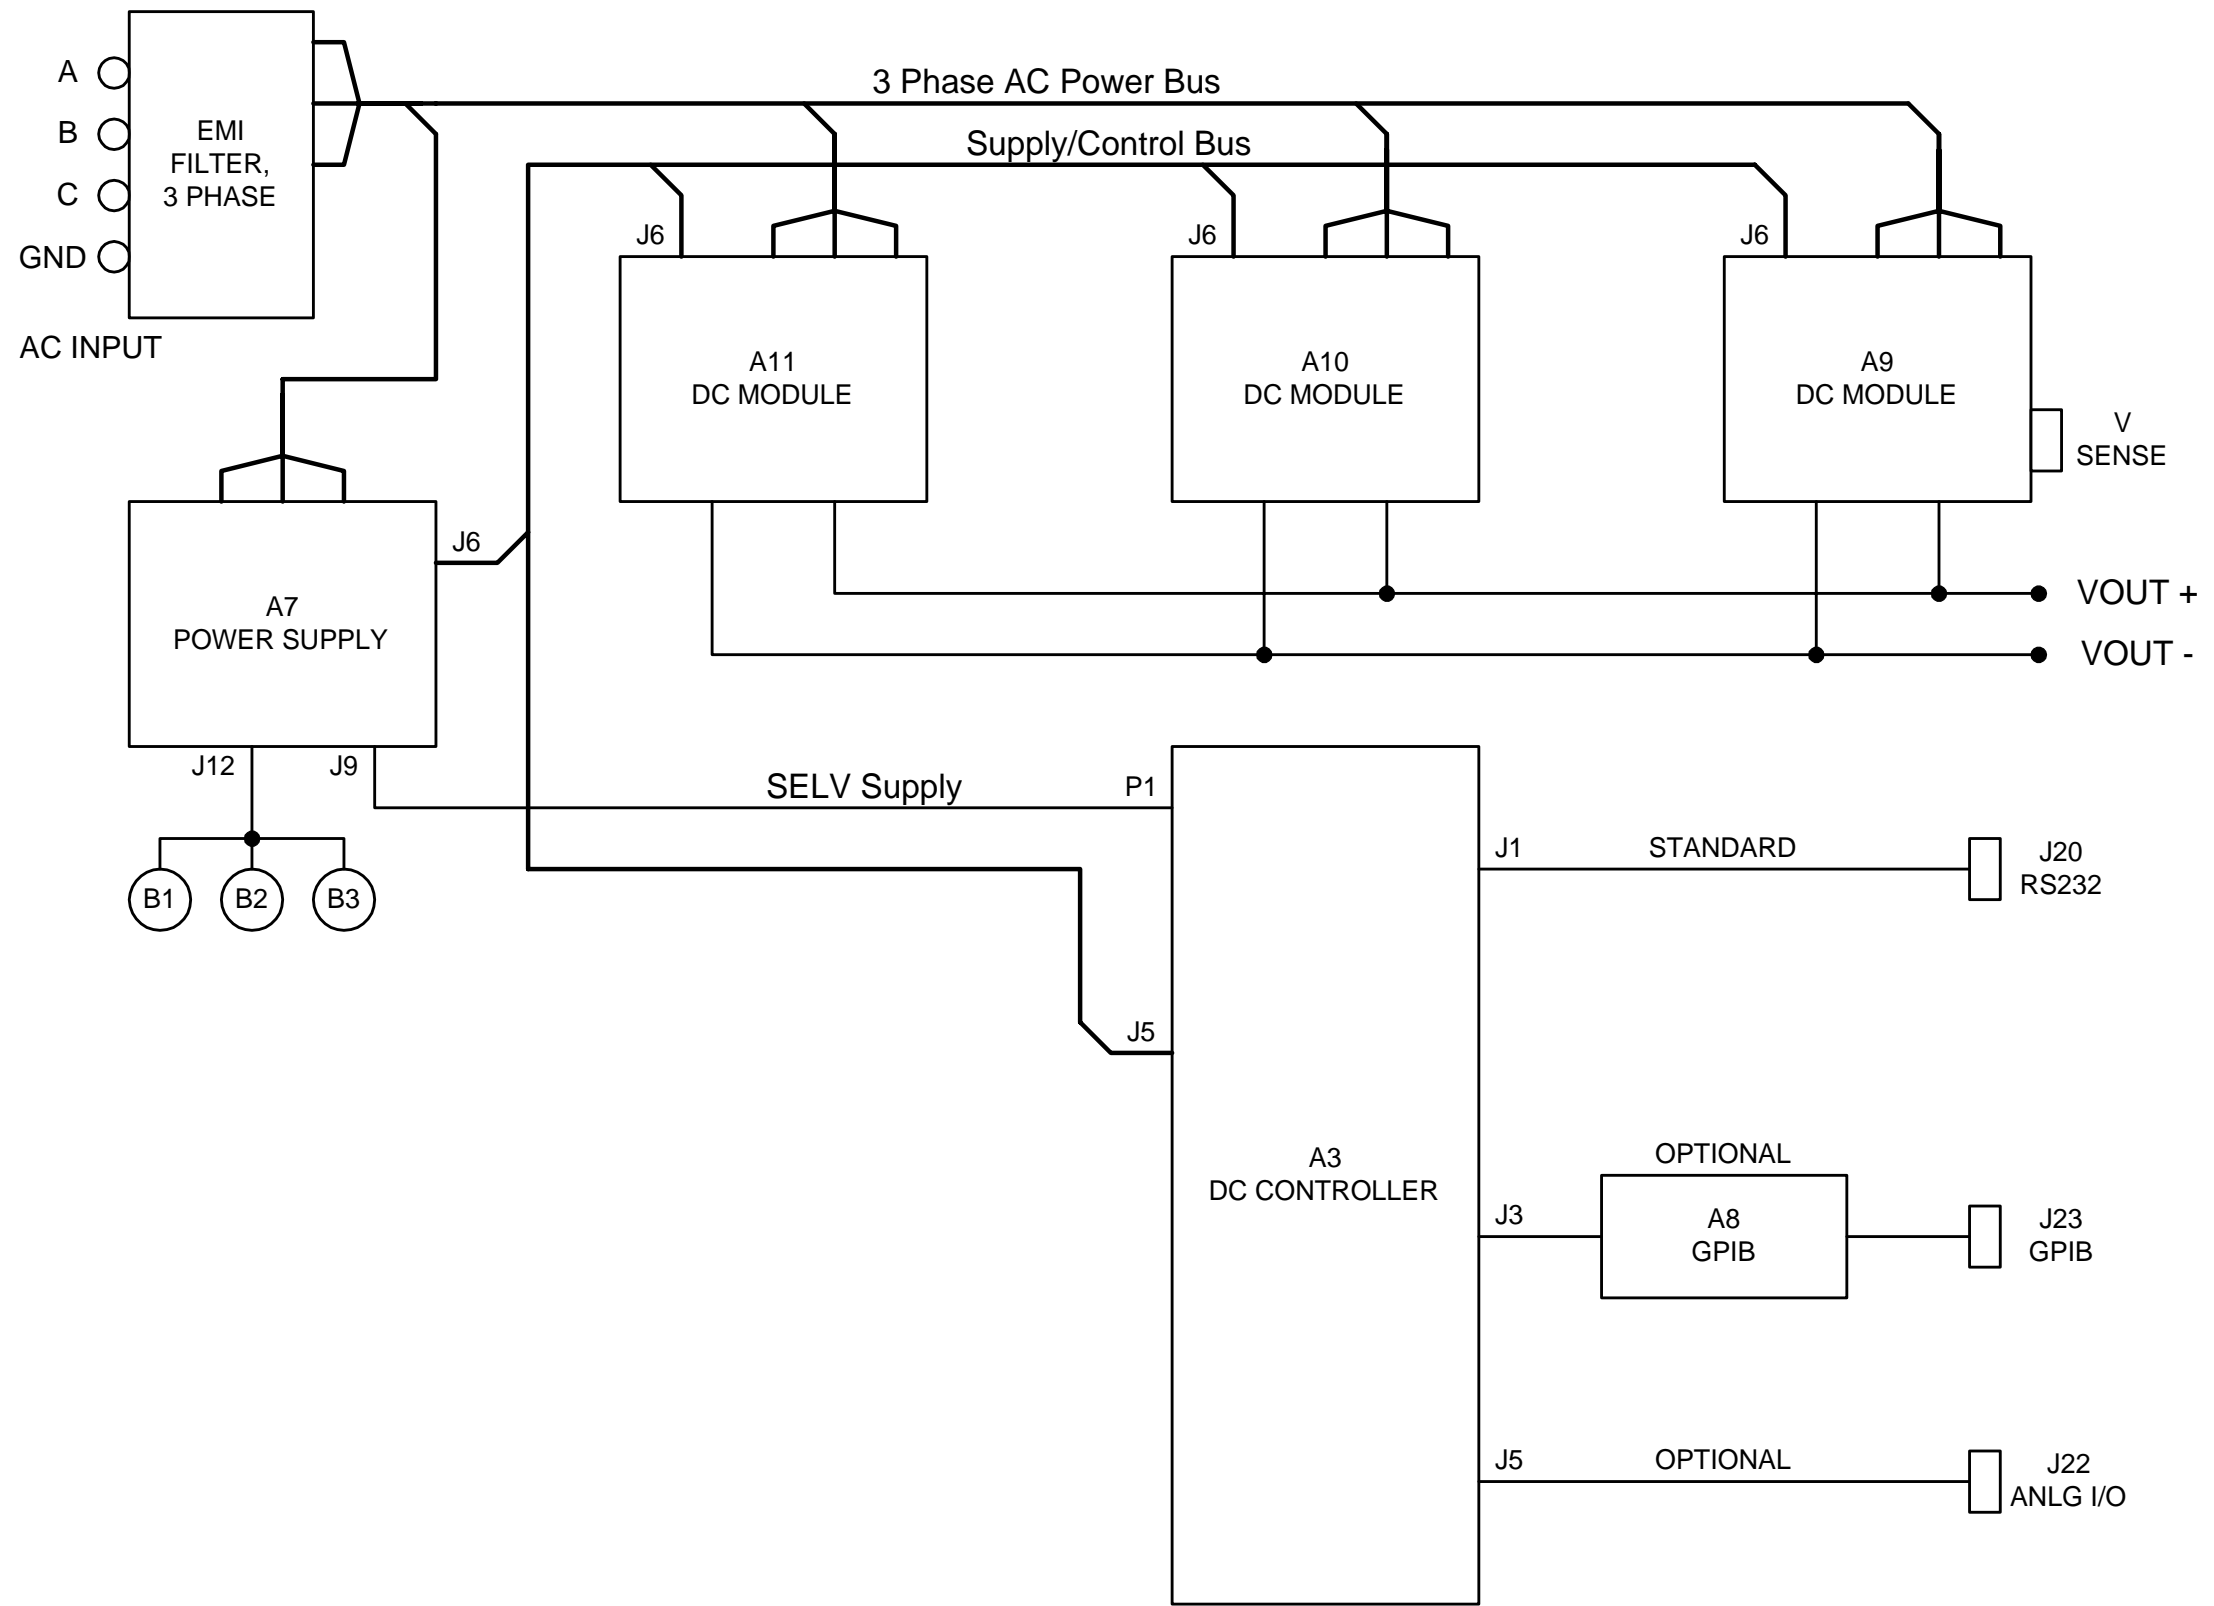 3 Phase AC Power Bus
Supply/Control Bus
A
B
C
GND
EMI
FILTER,
3 PHASE
AC INPUT
J6
J6
J6
A11
DC MODULE
A10
DC MODULE
A9
DC MODULE
V
SENSE
J6
A7
POWER SUPPLY
VOUT +
VOUT -
J12
J9
SELV Supply
P1
B1
B2
B3
J1
STANDARD
J20
RS232
J5
A3
DC CONTROLLER
OPTIONAL
J3
A8
GPIB
J23
GPIB
J5
OPTIONAL
J22
ANLG I/O